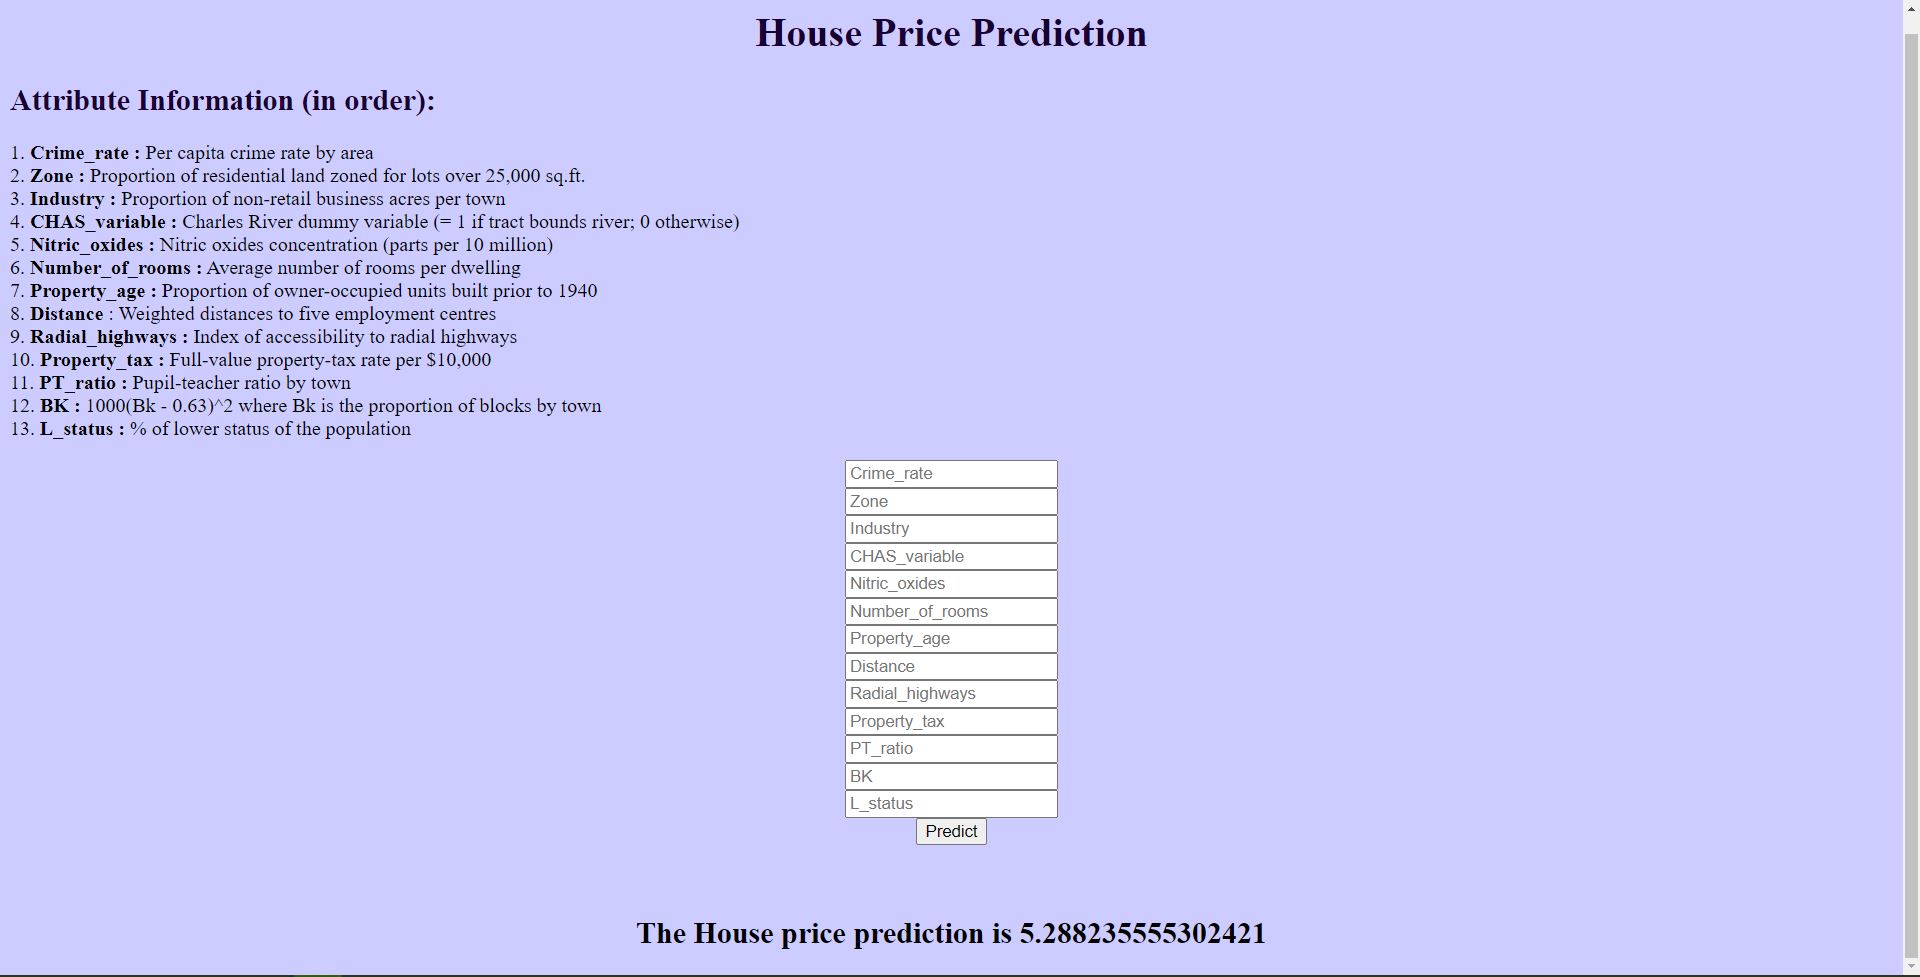 House Price Prediction
Attribute Information (in order):
1. Crime_rate : Per capita crime rate by area
2. Zone : Proportion of residential land zoned for lots over 25,000 sq.ft.
3. Industry : Proportion of non-retail business acres per town
4. CHAS_variable : Charles River dummy variable (= 1 if tract bounds river; 0 otherwise)
5. Nitric_oxides : Nitric oxides concentration (parts per 10 million)
6. Number_of_rooms : Average number of rooms per dwelling
7. Property_age : Proportion of owner-occupied units built prior to 1940
8. Distance : Weighted distances to five employment centres
9. Radial_highways : Index of accessibility to radial highways
10. Property_tax : Full-value property-tax rate per $10,000
11. PT_ratio : Pupil-teacher ratio by town
12. BK : 1000(Bk - 0.63)^2 where Bk is the proportion of blocks by town
13. L_status : % of lower status of the population
Crime_rate
Zone
Industry
CHAS_variable
Nitric_oxides
Number_of_rooms
Property_age
Distance
Radial_highways
Property_tax
PT_ratio
BK
L_status
Predict
The House price prediction is 5.288235555302421